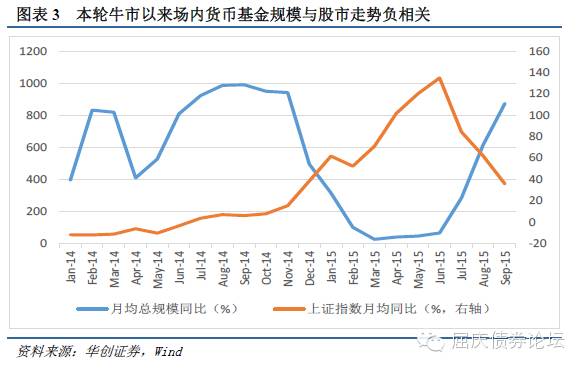 图表 3 本轮牛市以来场内货币基金规模与股市走势负相关
1200
1000
800
600
400
200
0
160
140
120
100
80
60
40
20
0
-20
Jan-14
Feb-14
Mar-14
Apr-14
May-14
Jun-14
Jul-14
Aug-14
Sep-14
Oct-14
Nov-14
Dec-14
Jan-15
Feb-15
Mar-15
Apr-15
May-15
Jun-15
Jul-15
Aug-15
Sep-15
月均总规模同比（%）
上证指数月均同比（%，右轴）
资料来源：华创证券，Wind
屈庆债券论坛